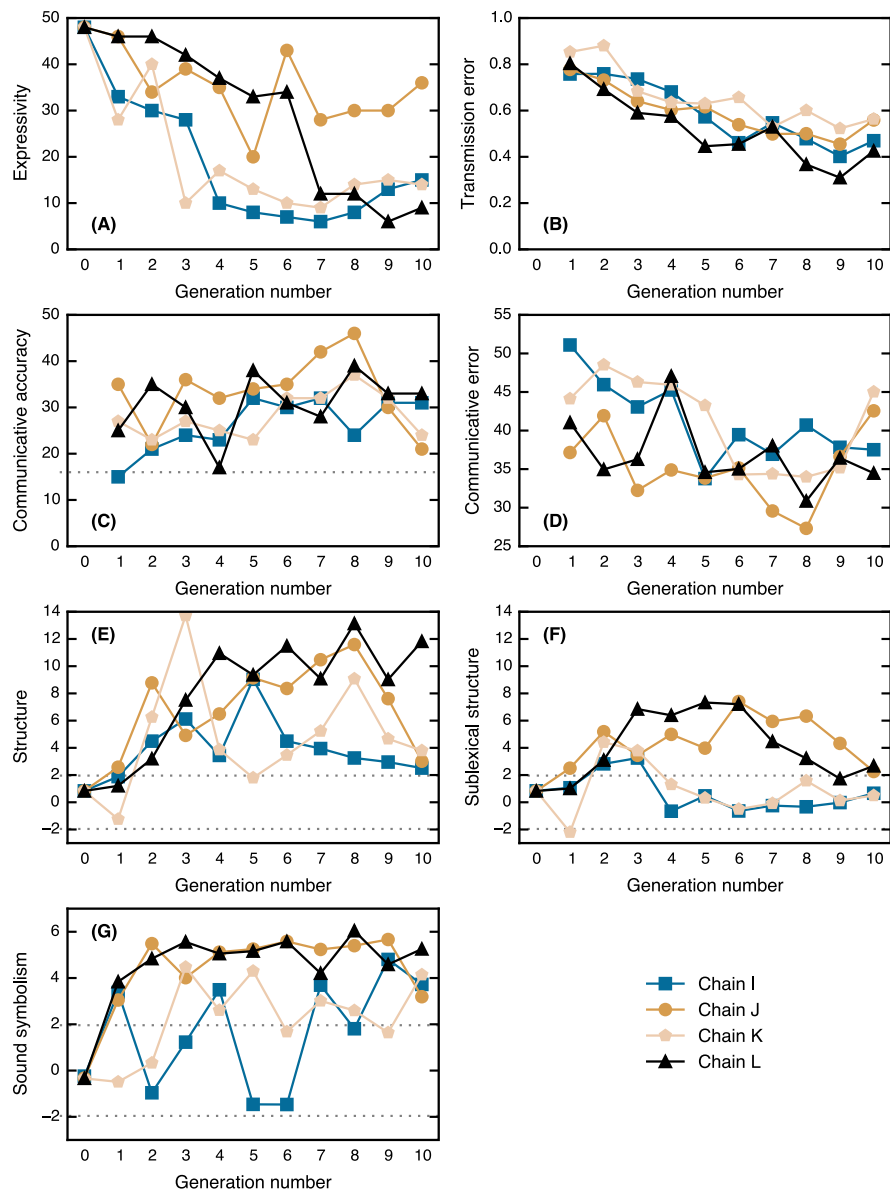 50
40
30
20
10
0
Expressivity
(A)
0 1 2 3 4 5 6 7 8 9 10
Generation number
1.0
0.8
0.6
0.4
0.2
0.0
Transmission error
(B)
0 1 2 3 4 5 6 7 8 9 10
Generation number
50
40
30
20
10
0
Communicative accuracy
(C)
0 1 2 3 4 5 6 7 8 9 10
Generation number
55
50
45
40
35
30
25
Communicative error
(D)
0 1 2 3 4 5 6 7 8 9 10
Generation number
14
12
10
8
6
4
2
0
−2
Structure
(E)
0 1 2 3 4 5 6 7 8 9 10
Generation number
14
12
10
8
6
4
2
0
−2
Sublexical structure
(F)
0 1 2 3 4 5 6 7 8 9 10
Generation number
6
4
2
0
−2
Sound symbolism
(G)
0 1 2 3 4 5 6 7 8 9 10
Generation number
Chain I
Chain J
Chain K
Chain L